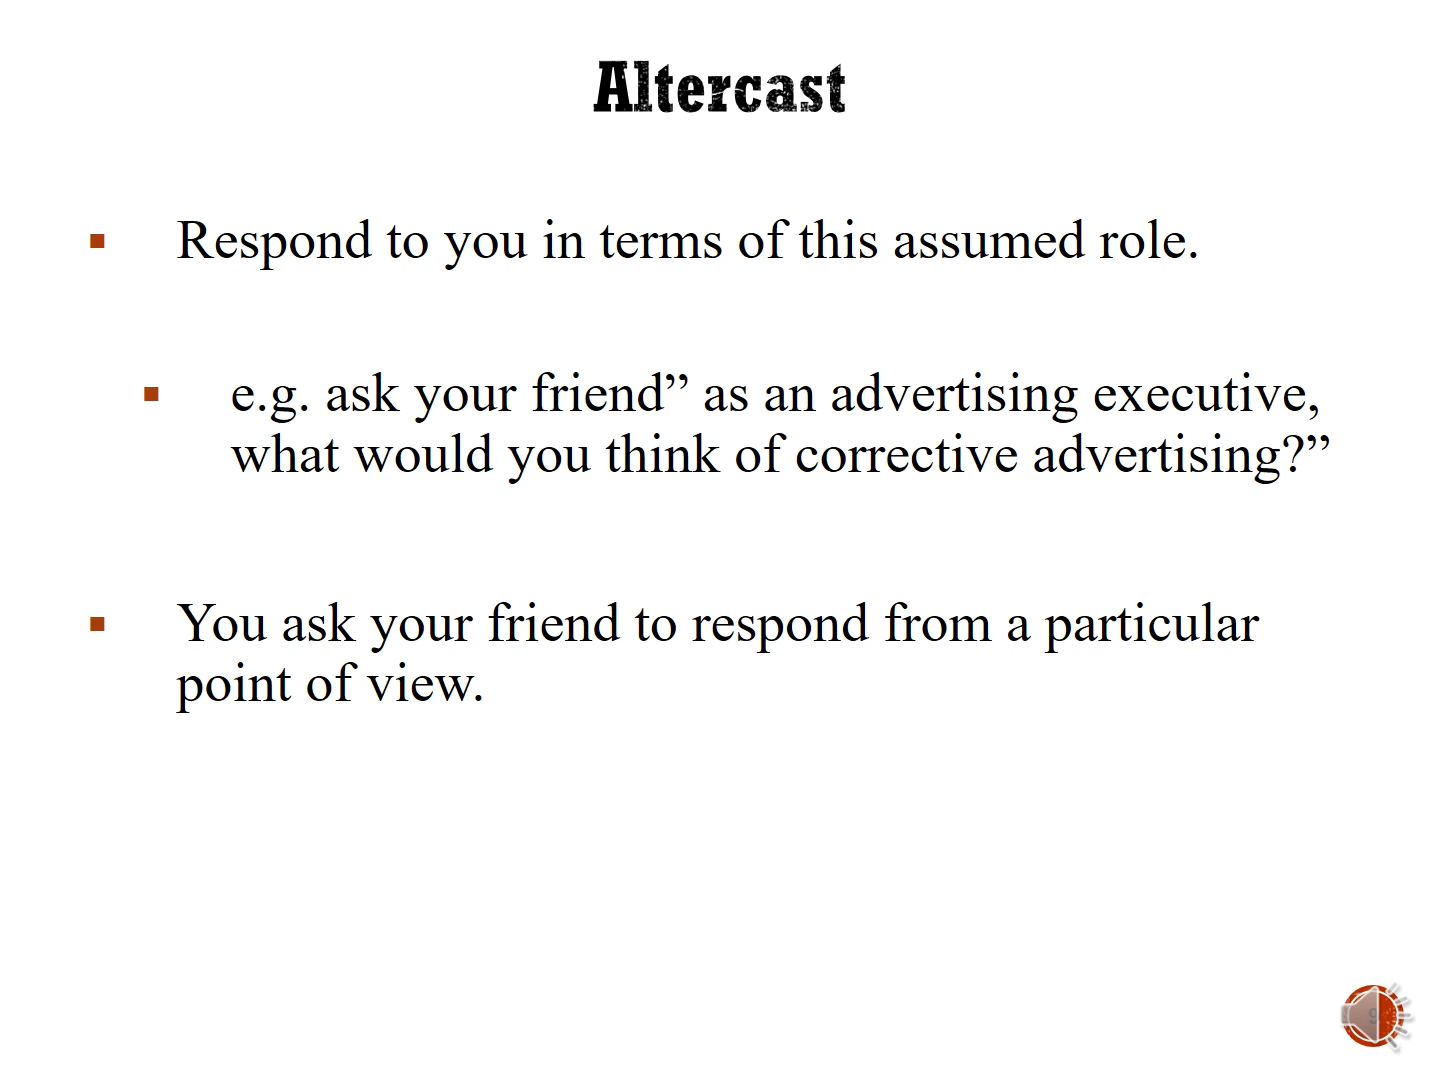 Altercast
Respond to you in terms of this assumed role.
e.g. ask your friend” as an advertising executive,
what would you think of corrective advertising?”
You ask your friend to respond from a particular
point of view.